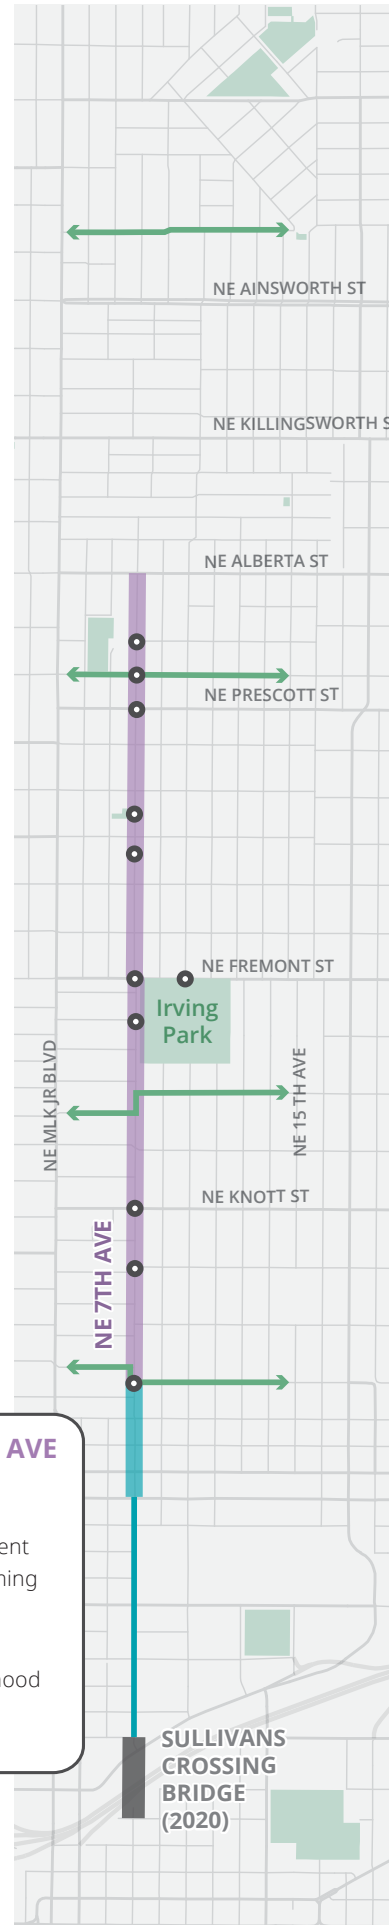 NE AINSWORTH ST
NE KILLINGSWORTH S
NE ALBERTA ST
NE PRESCOTT ST
NE FREMONT ST
Irving
Park
NE MLK JR BLVD
NE 15 TH AVE
NE KNOTT ST
NE 7TH AVE
AVE
ent
ning
ood
SULLIVANS
CROSSING
BRIDGE
(2020)